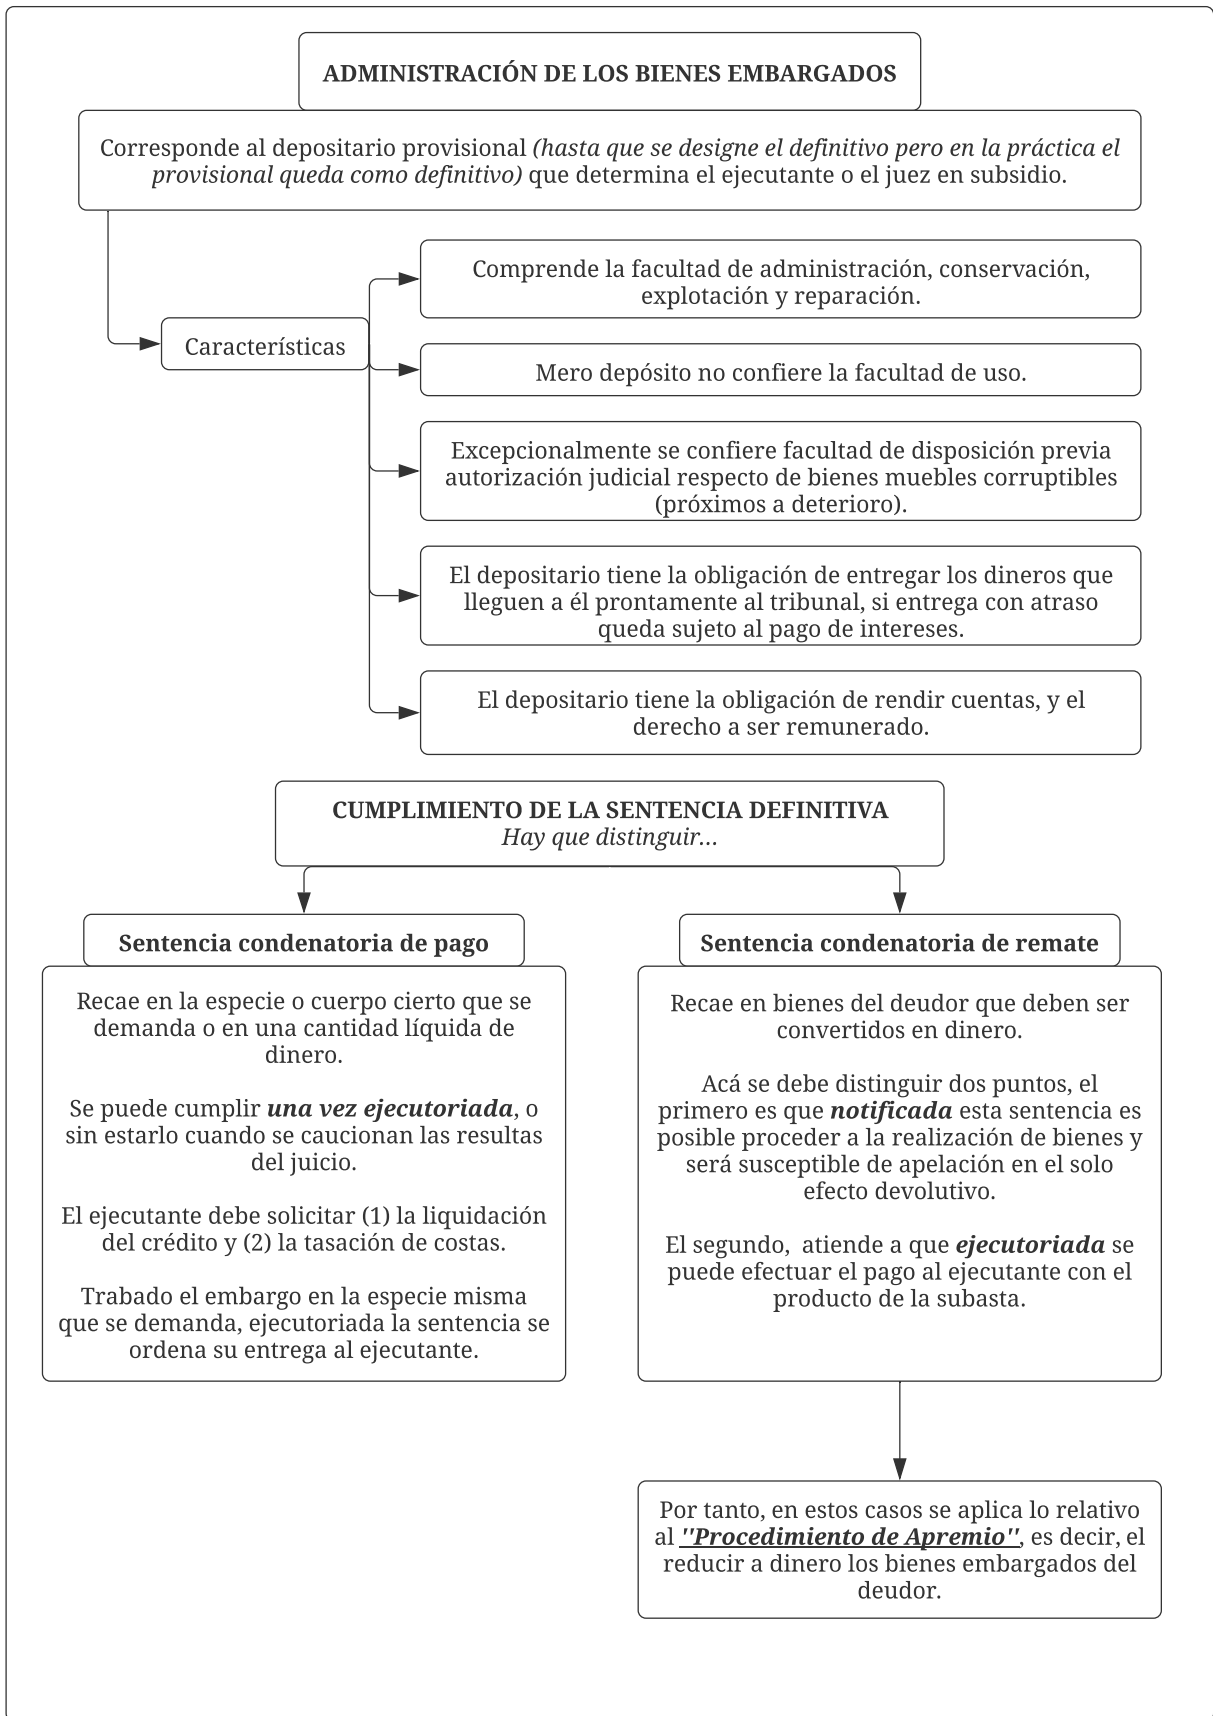 ADMINISTRACIÓN DE LOS BIENES EMBARGADOS
Corresponde al depositario provisional (hasta que se designe el definitivo pero en la práctica el
provisional queda como definitivo) que determina el ejecutante o el juez en subsidio.
Características
Comprende la facultad de administración, conservación,
explotación y reparación.
Mero depósito no confiere la facultad de uso.
Excepcionalmente se confiere facultad de disposición previa
autorización judicial respecto de bienes muebles corruptibles
(próximos a deterioro).
El depositario tiene la obligación de entregar los dineros que
lleguen a él prontamente al tribunal, si entrega con atraso
queda sujeto al pago de intereses.
El depositario tiene la obligación de rendir cuentas, y el
derecho a ser remunerado.
CUMPLIMIENTO DE LA SENTENCIA DEFINITIVA
Hay que distinguir...
Sentencia condenatoria de pago
Recae en la especie o cuerpo cierto que se
demanda o en una cantidad líquida de
dinero.
Se puede cumplir una vez ejecutoriada, o
sin estarlo cuando se caucionan las resultas
del juicio.
El ejecutante debe solicitar (1) la liquidación
del crédito y (2) la tasación de costas.
Trabado el embargo en la especie misma
que se demanda, ejecutoriada la sentencia se
ordena su entrega al ejecutante.
Sentencia condenatoria de remate
Recae en bienes del deudor que deben ser
convertidos en dinero.
Acá se debe distinguir dos puntos, el
primero es que notificada esta sentencia es
posible proceder a la realización de bienes y
será susceptible de apelación en el solo
efecto devolutivo.
El segundo,  atiende a que ejecutoriada se
puede efectuar el pago al ejecutante con el
producto de la subasta.
Por tanto, en estos casos se aplica lo relativo
al "Procedimiento de Apremio", es decir, el
reducir a dinero los bienes embargados del
deudor.